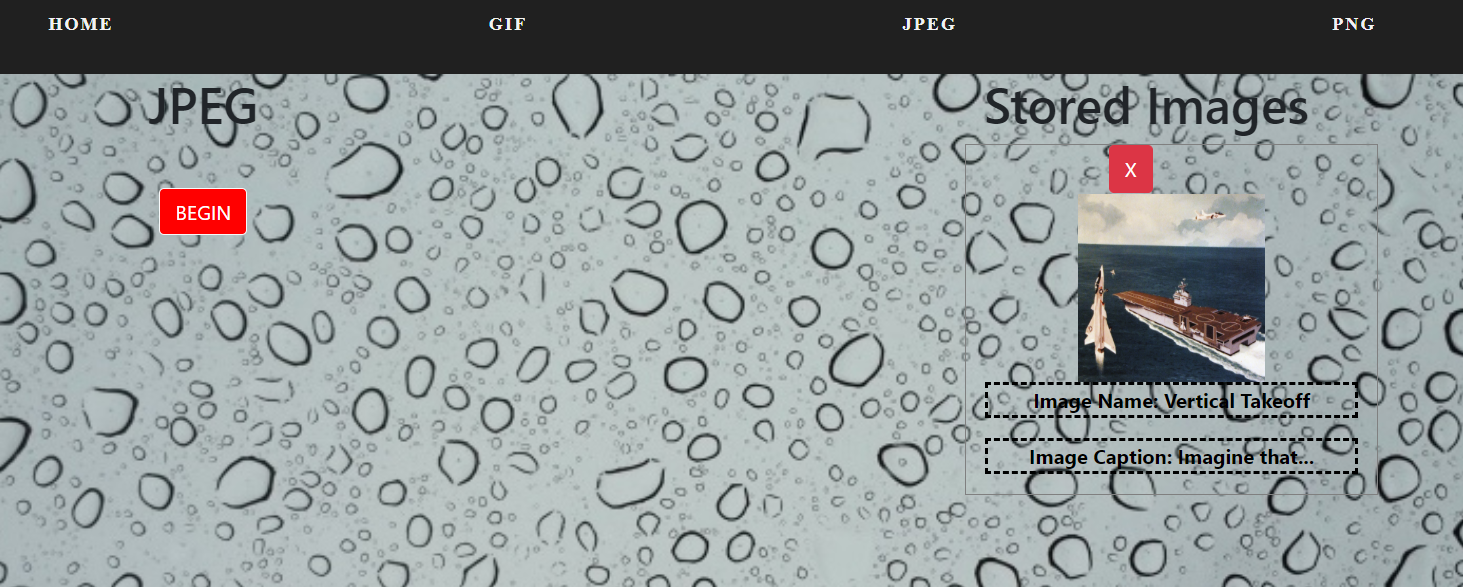 HOME GIF JPEG PNG
JPEG
BEGIN
Stored Images
X
Image Name: Vertical Takeoff
Image Caption: Imagine that...